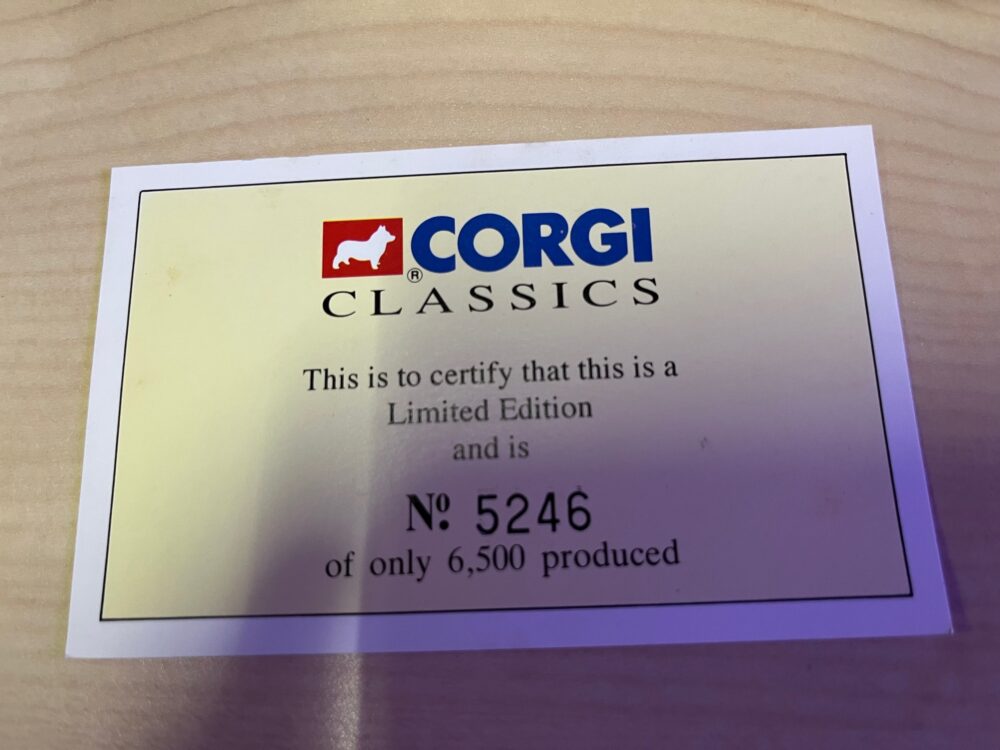 CORGI
®
CLASSICS
This is to certify that this is a
Limited Edition
and is
Nº. 5246
of only 6,500 produced